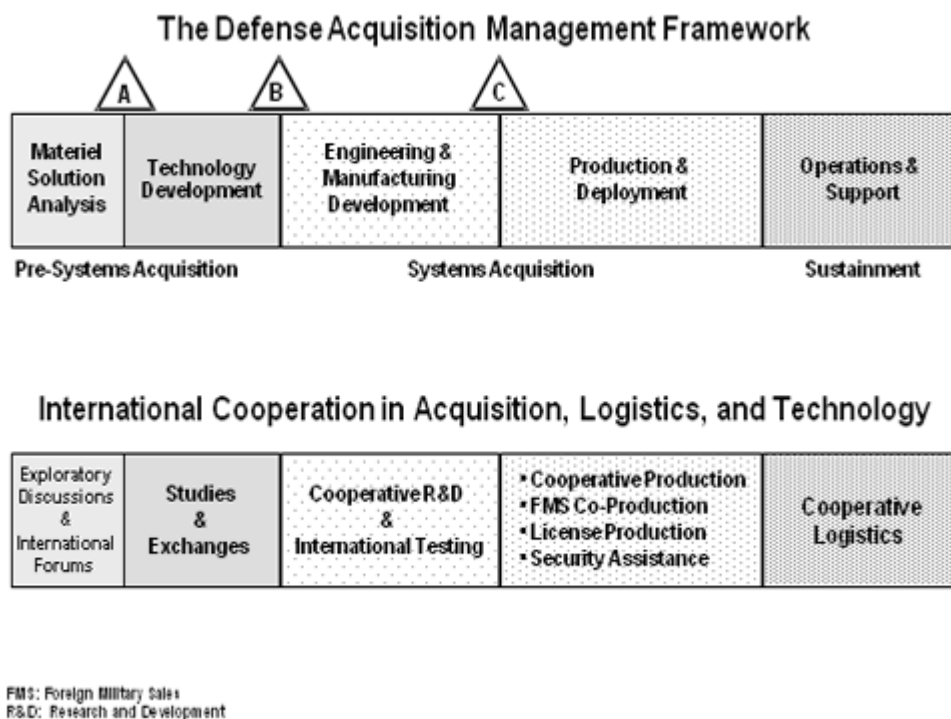 The Defense Acquisition Management Framework
A
B
C
Materiel
Solution
Analysis
Technology
Development
Engineering &
Manufacturing
Development
Production &
Deployment
Operations &
Support
Pre-Systems Acquisition
Systems Acquisition
Sustainment
International Cooperation in Acquisition, Logistics, and Technology
Exploratory
Discussions
&
International
Forums
Studies
&
Exchanges
Cooperative R&D
&
International Testing
▪ Cooperative Production
▪ FMS Co-Production
▪ License Production
▪ Security Assistance
Cooperative
Logistics
FMS: Foreign Military Sales
R&D: Research and Development